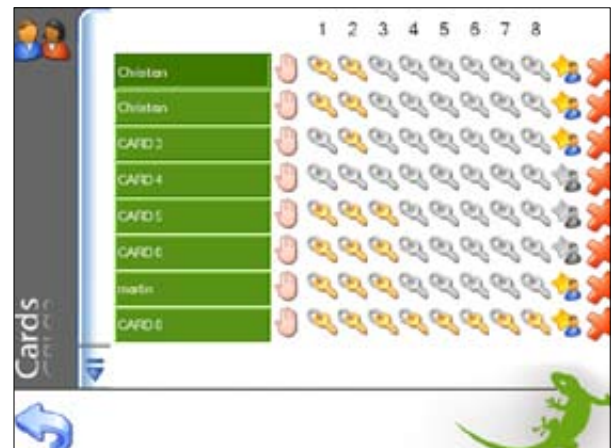 1 2 3 4 5 6 7 8
Christian
Christian
CARD 3
CARD 4
CARD 5
CARD 6
martin
CARD 8
Cards